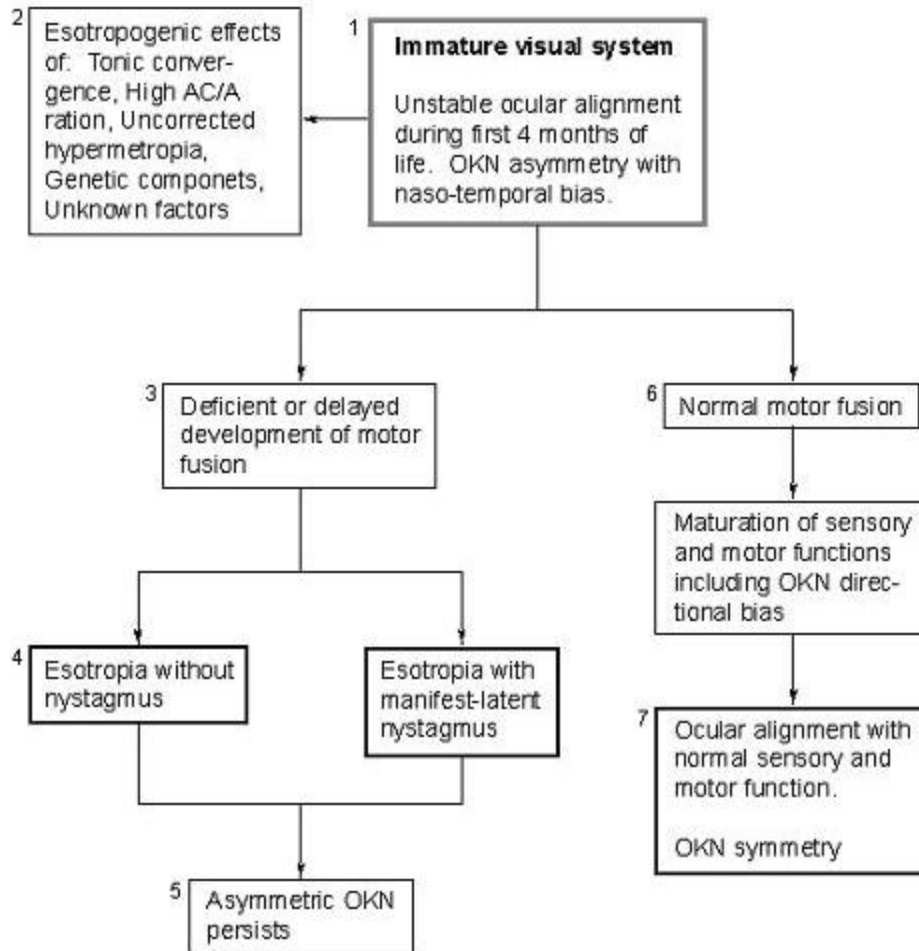 2
Esotropogenic effects
of:  Tonic conver-
gence, High AC/A
ration, Uncorrected
hypermetropia,
Genetic componets,
Unknown factors
1
Immature visual system
Unstable ocular alignment
during first 4 months of
life.  OKN asymmetry with
naso-temporal bias.
3
Deficient or delayed
development of motor
fusion
6
Normal motor fusion
Maturation of sensory
and motor functions
including OKN direc-
tional bias
4
Esotropia without
nystagmus
Esotropia with
manifest-latent
nystagmus
7
Ocular alignment with
normal sensory and
motor function.
OKN symmetry
5
Asymmetric OKN
persists